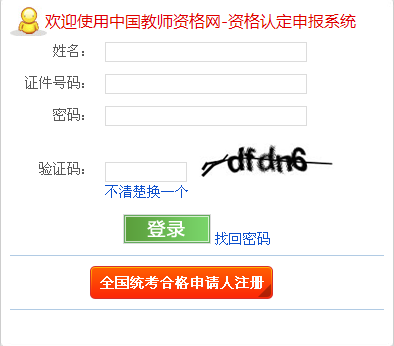 欢迎使用中国教师资格网-资格认定申报系统
姓名：
证件号码：
密码：
验证码： dfdn6
不清楚换一个
登录 找回密码
全国统考合格申请人注册